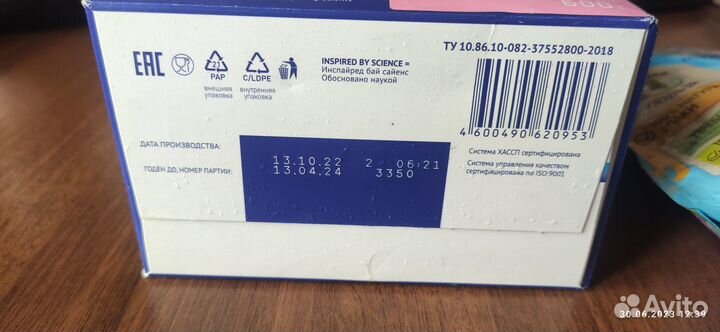 ТУ 10.86.10-082-37552800-2018
EAC
21
PAP
C/LDPE
внешняя
упаковка
внутренняя
упаковка
INSPIRED BY SCIENCE =
Инспайред бай сайенс
Обосновано наукой
4 600490 620953
ДАТА ПРОИЗВОДСТВА:
13.10.22 2 06:21
ГОДЕН ДО, НОМЕР ПАРТИИ:
13.04.24 3350
Система ХАССП сертифицирована
Система управления качеством
сертифицирована по ISO9001
Avito
30.06.2023 12:39